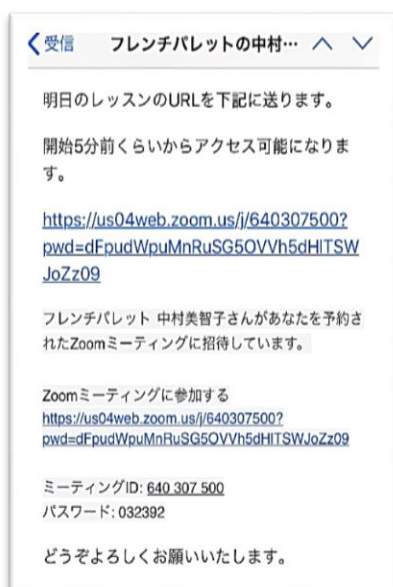 受信 フレンチパレットの中村…
明日のレッスンのURLを下記に送ります。
開始5分前くらいからアクセス可能になりま
す。
https://us04web.zoom.us/j/640307500?
pwd=dFpudWpuMnRuSG5OVVh5dHlTSW
JoZz09
フレンチパレット 中村美智子さんがあなたを予約さ
れたZoomミーティングに招待しています。
Zoomミーティングに参加する
https://us04web.zoom.us/j/640307500?
pwd=dFpudWpuMnRuSG5OVVh5dHlTSWJoZz09
ミーティングID: 640 307 500
パスワード: 032392
どうぞよろしくお願いいたします。